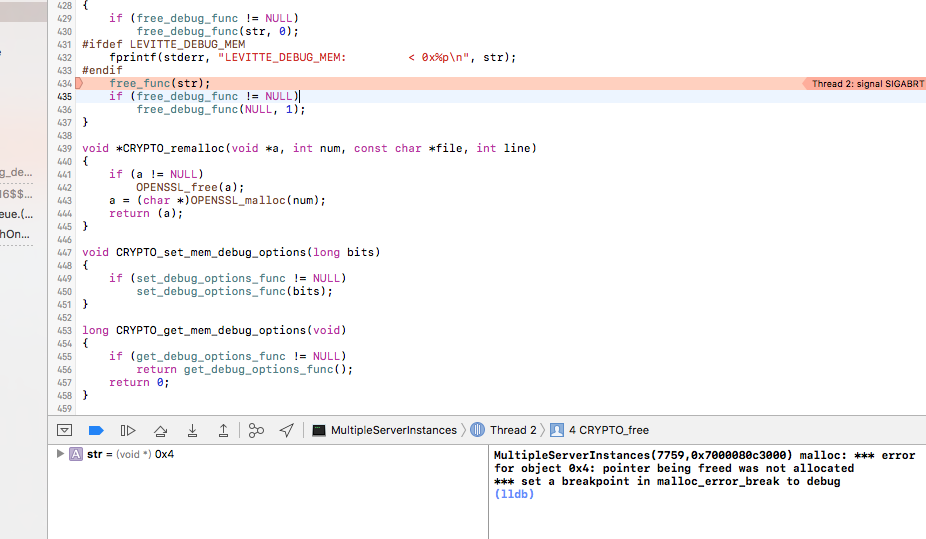 428 {
429     if (free_debug_func != NULL)
430         free_debug_func(str, 0);
431 #ifdef LEVITTE_DEBUG_MEM
432     fprintf(stderr, "LEVITTE_DEBUG_MEM:         < 0x%p\n", str);
433 #endif
434     free_func(str); Thread 2: signal SIGABRT
435     if (free_debug_func != NULL)
436         free_debug_func(NULL, 1);
437 }
438
439 void *CRYPTO_remalloc(void *a, int num, const char *file, int line)
440 {
441     if (a != NULL)
442         OPENSSL_free(a);
443     a = (char *)OPENSSL_malloc(num);
444     return (a);
445 }
446
447 void CRYPTO_set_mem_debug_options(long bits)
448 {
449     if (set_debug_options_func != NULL)
450         set_debug_options_func(bits);
451 }
452
453 long CRYPTO_get_mem_debug_options(void)
454 {
455     if (get_debug_options_func != NULL)
456         return get_debug_options_func();
457     return 0;
458 }
459
g_de...
16$$...
eue.(...
hOn...
MultipleServerInstances Thread 2 4 CRYPTO_free
A str = (void *) 0x4
MultipleServerInstances(7759,0x7000080c3000) malloc: *** error
for object 0x4: pointer being freed was not allocated
*** set a breakpoint in malloc_error_break to debug
(lldb)